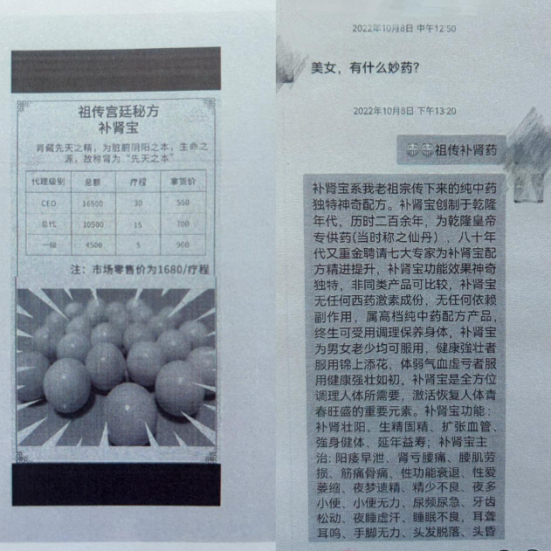 祖传宫廷秘方
补肾宝
肾藏先天之精，为脏腑阴阳之本，生命之
源，故称肾为“先天之本”
代理级别 总额 疗程 拿货价
CEO 16500 30 550
总代 10500 15 700
一级 4500 5 900
注：市场零售价为1680/疗程
2022年10月8日 中午12:50
美女，有什么妙药？
2022年10月8日 下午13:20
祖传补肾药
补肾宝系我老祖宗传下来的纯中药
独特神奇配方。补肾宝创制于乾隆
年代，历时二百余年，为乾隆皇帝
专供药(当时称之仙丹），八十年
代又重金聘请七大专家为补肾宝配
方精进提升，补肾宝功能效果神奇
独特，非同类产品可比较，补肾宝
无任何西药激素成份，无任何依赖
副作用，属高档纯中药配方产品，
终生可受用调理保养身体，补肾宝
为男女老少均可服用，健康强壮者
服用锦上添花、体弱气血虚亏者服
用健康强壮如初，补肾宝是全方位
调理人体所需要，激活恢复人体青
春旺盛的重要元素。补肾宝功能：
补肾壮阳、生精固精、扩张血管、
強身健体、延年益寿；补肾宝主
治：阳痿早泄、肾亏腰痛、腰肌劳
损、筋痛骨痛、性功能衰退、性爱
萎缩、夜梦遗精、精少不良、夜多
小便、小便无力、尿频尿急、牙齿
松动、夜睡虚汗、睡眠不良、耳聋
耳鸣、手脚无力、头发脱落、头昏